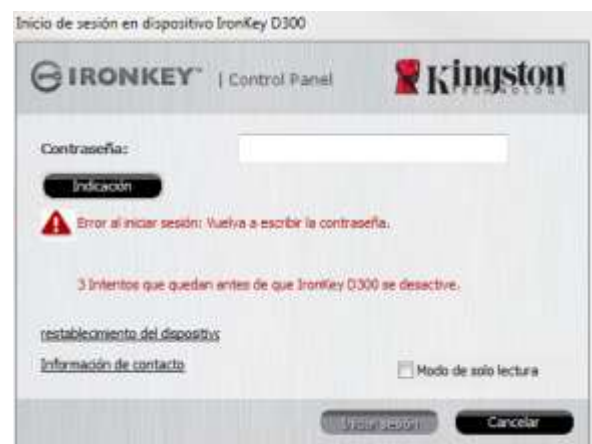 Inicio de sesión en dispositivo IronKey D300
IRONKEY™ | Control Panel
Kingston
TECHNOLOGY
Contraseña:
Indicación
Error al iniciar sesión: Vuelva a escribir la contraseña.
3 Intentos que quedan antes de que IronKey D300 se desactive.
restablecimiento del dispositivo
Información de contacto
Modo de solo lectura
Iniciar sesión Cancelar